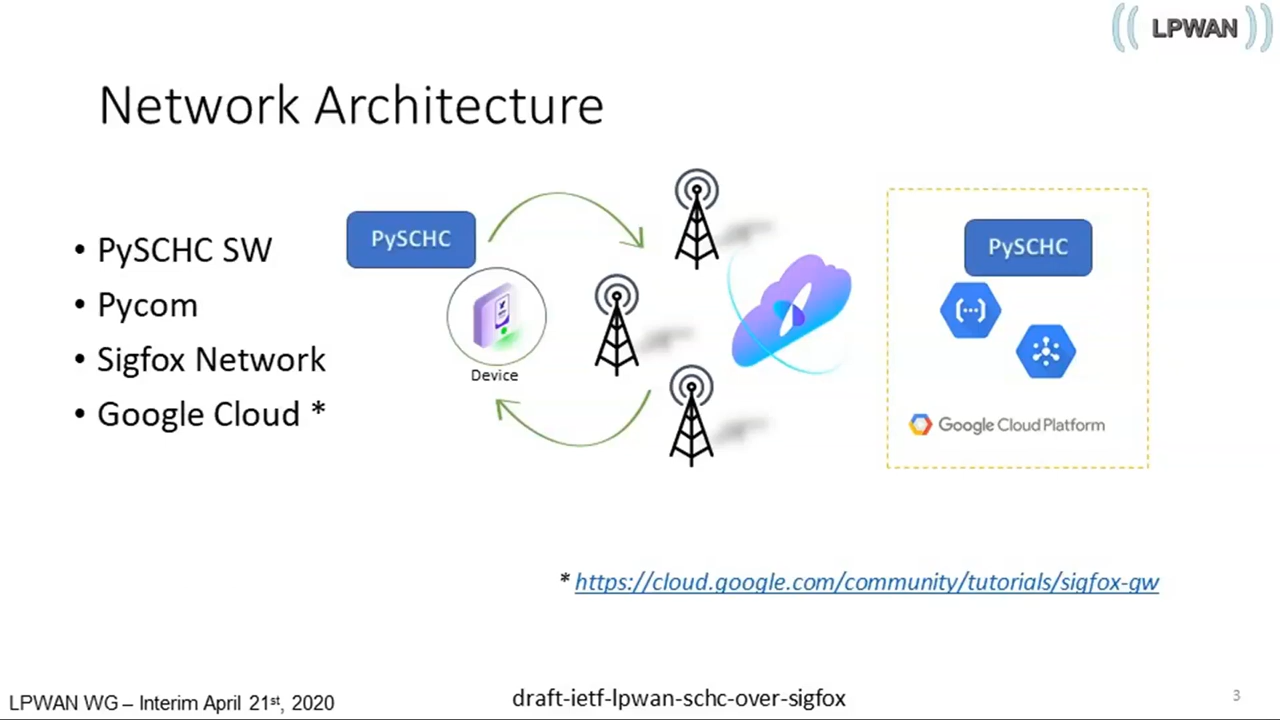 LPWAN
Network Architecture
• PySCHC SW
• Pycom
• Sigfox Network
• Google Cloud *
PySCHC
Device
PySCHC
Google Cloud Platform
* https://cloud.google.com/community/tutorials/sigfox-gw
LPWAN WG – Interim April 21st, 2020
draft-ietf-lpwan-schc-over-sigfox
3